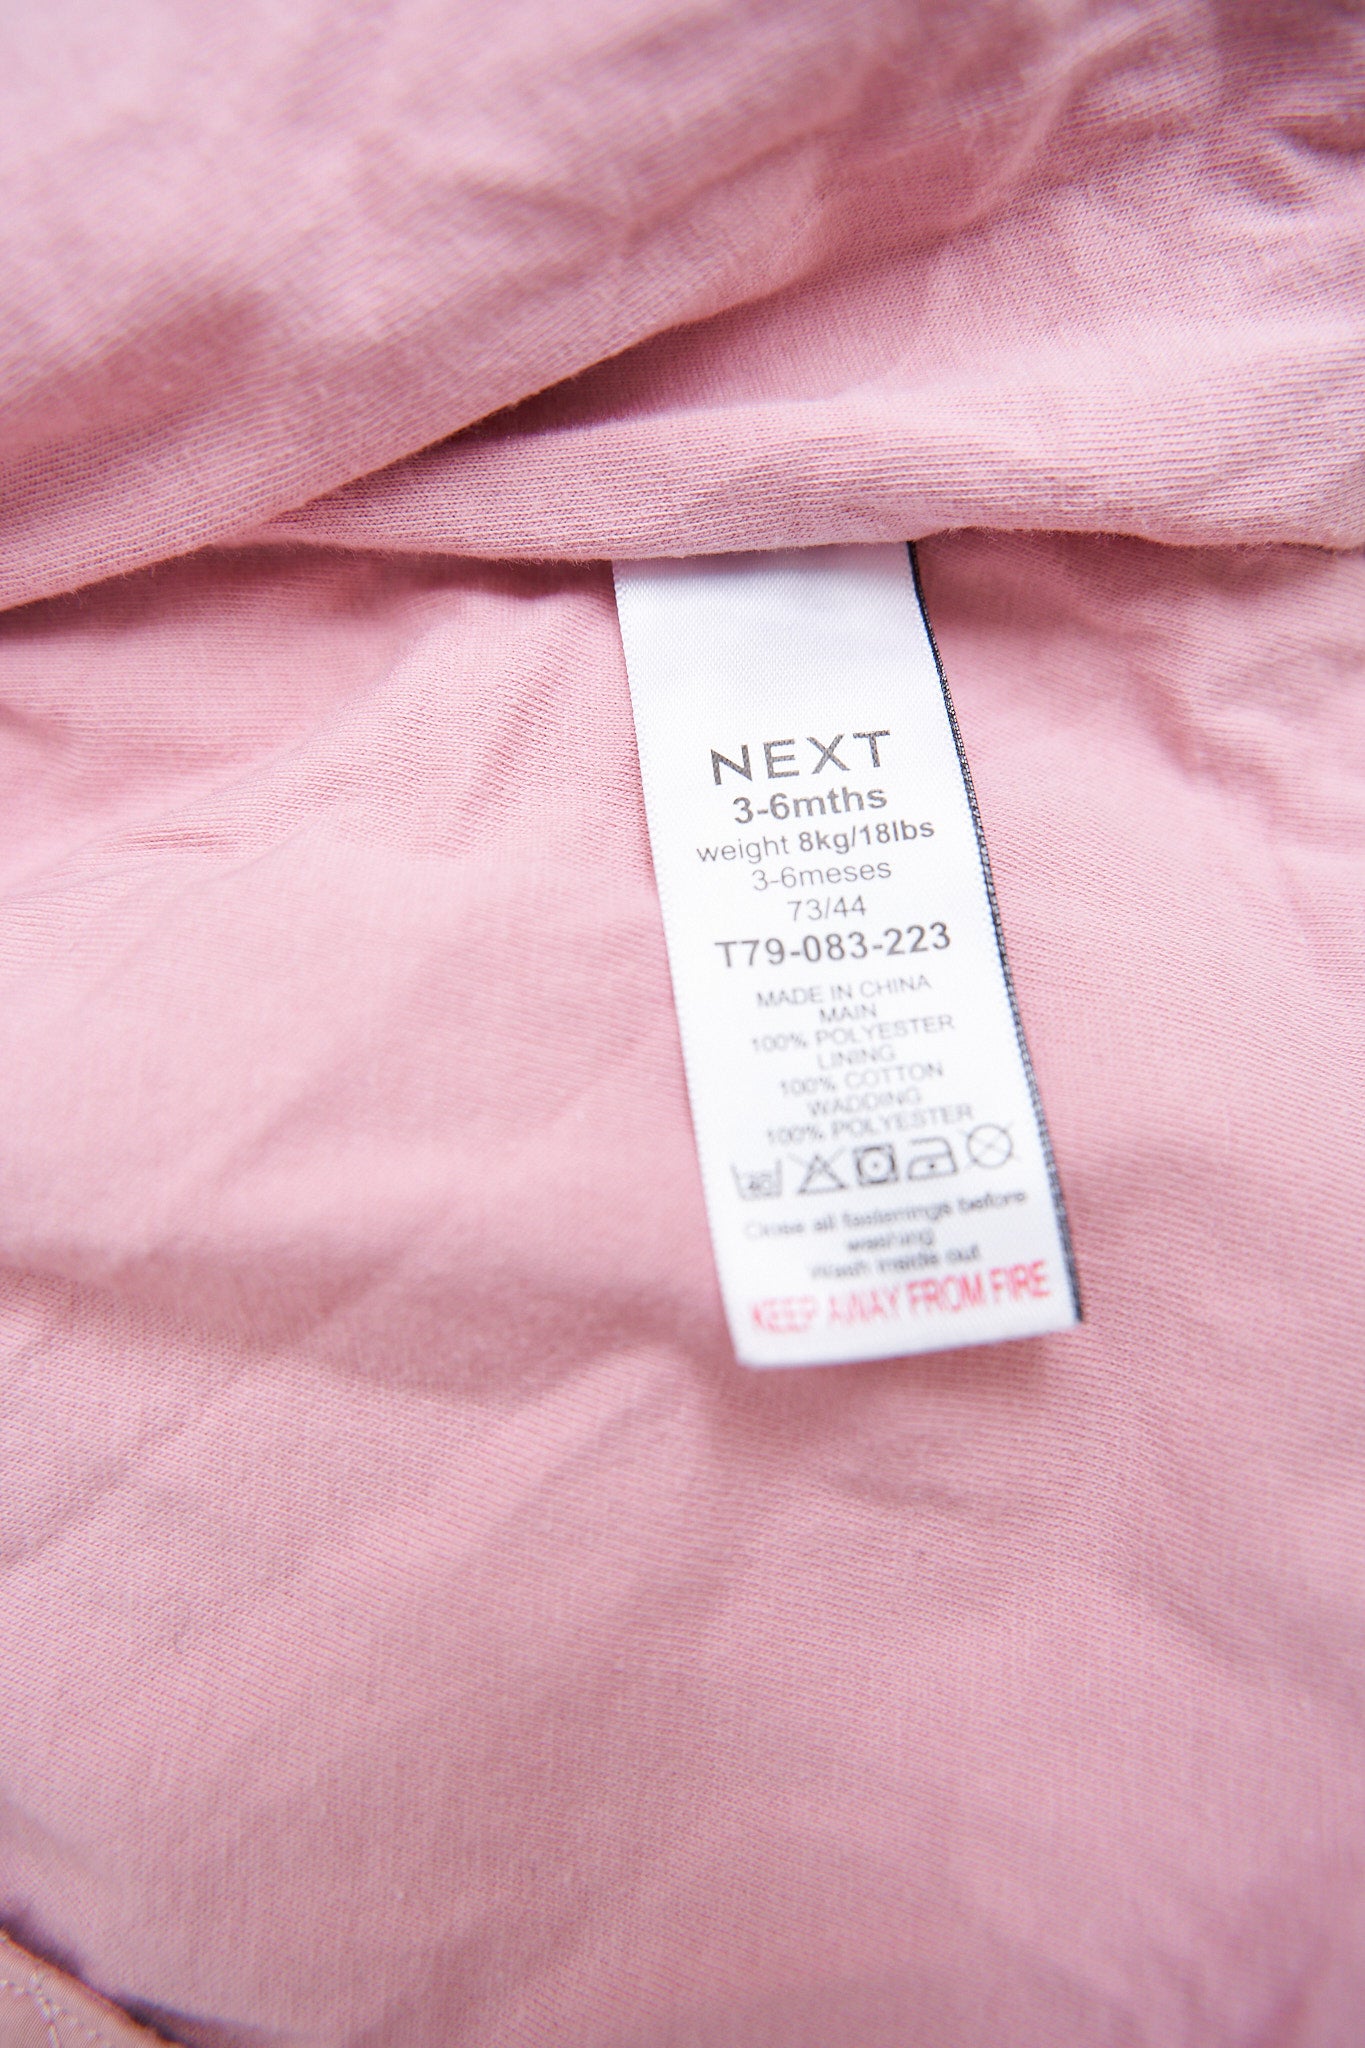 NEXT
3-6mths
weight 8kg/18lbs
3-6meses
73/44
T79-083-223
MADE IN CHINA
MAIN
100% POLYESTER
LINING
100% COTTON
WADDING
100% POLYESTER
40
Close all fastenings before
washing
Wash inside out
KEEP AWAY FROM FIRE